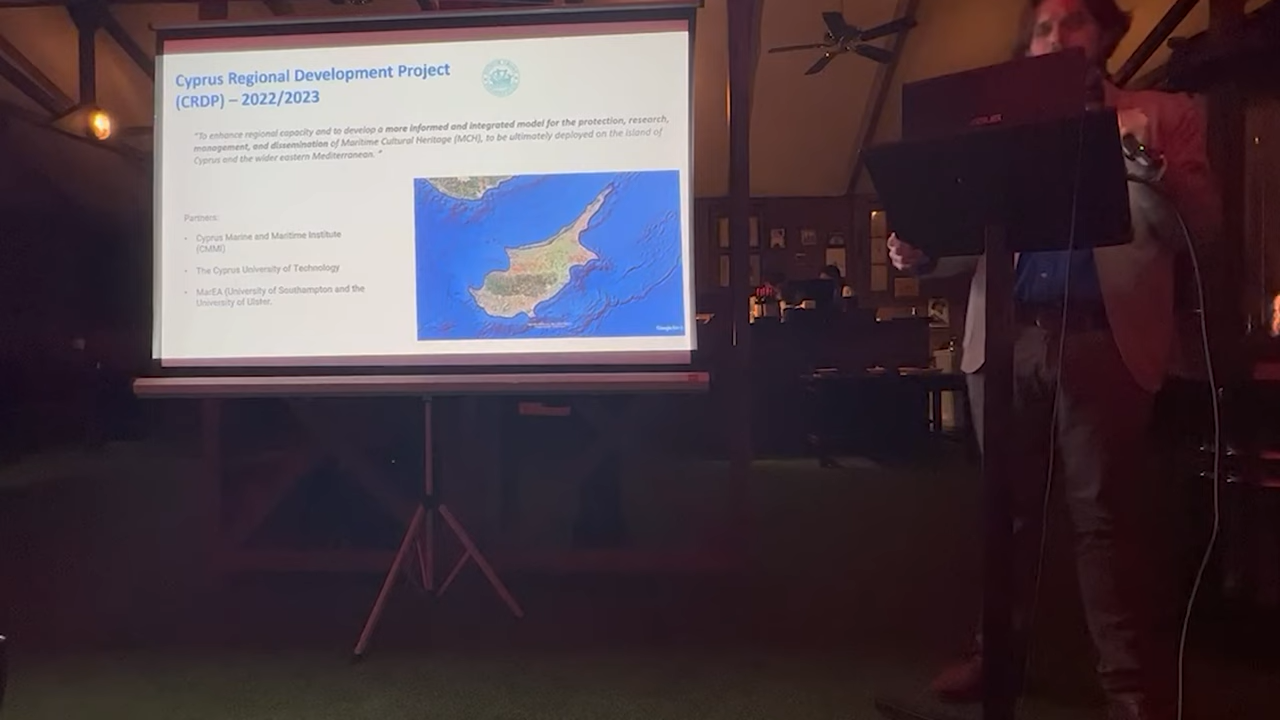 Cyprus Regional Development Project
(CRDP) – 2022/2023
"To enhance regional capacity and to develop a more informed and integrated model for the protection, research,
management, and dissemination of Maritime Cultural Heritage (MCH), to be ultimately deployed on the island of
Cyprus and the wider eastern Mediterranean. "
Partners:
- Cyprus Marine and Maritime Institute
(CMMI)
- The Cyprus University of Technology
- MarEA (University of Southampton and the
University of Ulster.